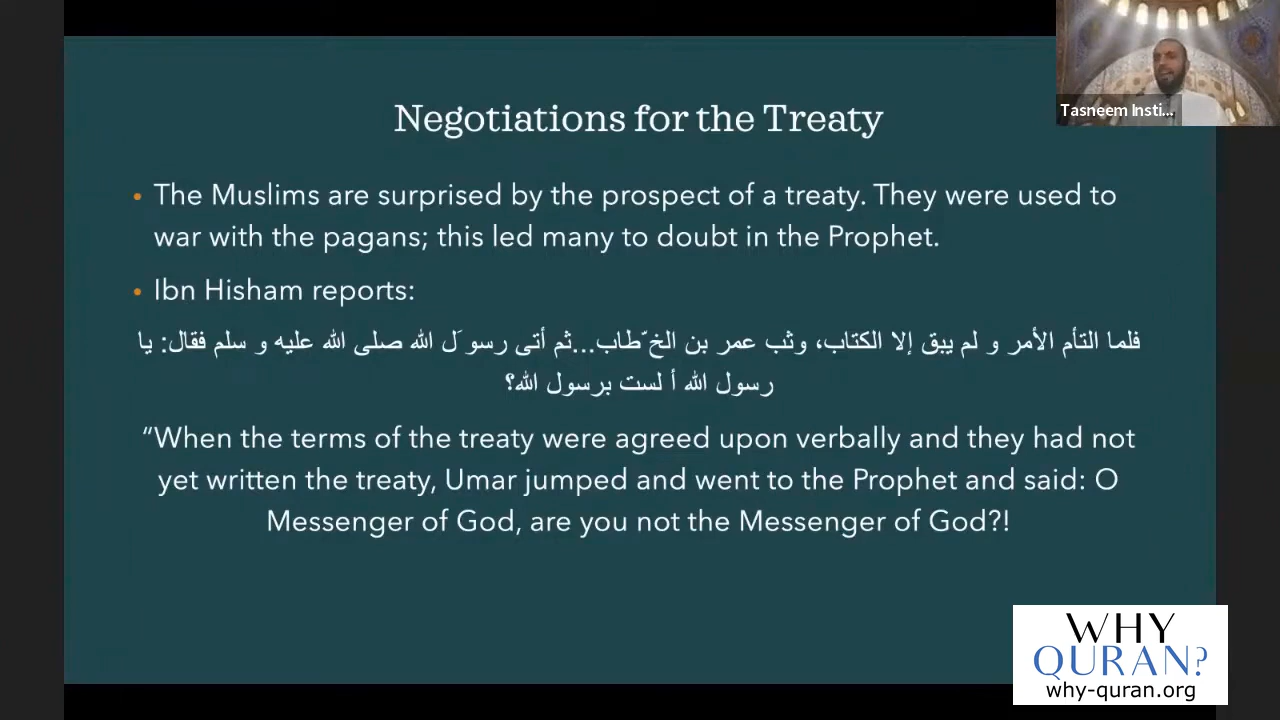 Negotiations for the Treaty
Tasneem Insti...
• The Muslims are surprised by the prospect of a treaty. They were used to
war with the pagans; this led many to doubt in the Prophet.
• Ibn Hisham reports:
فلما التأم الأمر و لم يبق إلا الكتاب، وثب عمر بن الخّطاب...ثم أتى رسوَل الله صلى الله عليه و سلم فقال: يا
رسول الله أ لست برسول الله؟
“When the terms of the treaty were agreed upon verbally and they had not
yet written the treaty, Umar jumped and went to the Prophet and said: O
Messenger of God, are you not the Messenger of God?!
WHY
QURAN?
why-quran.org